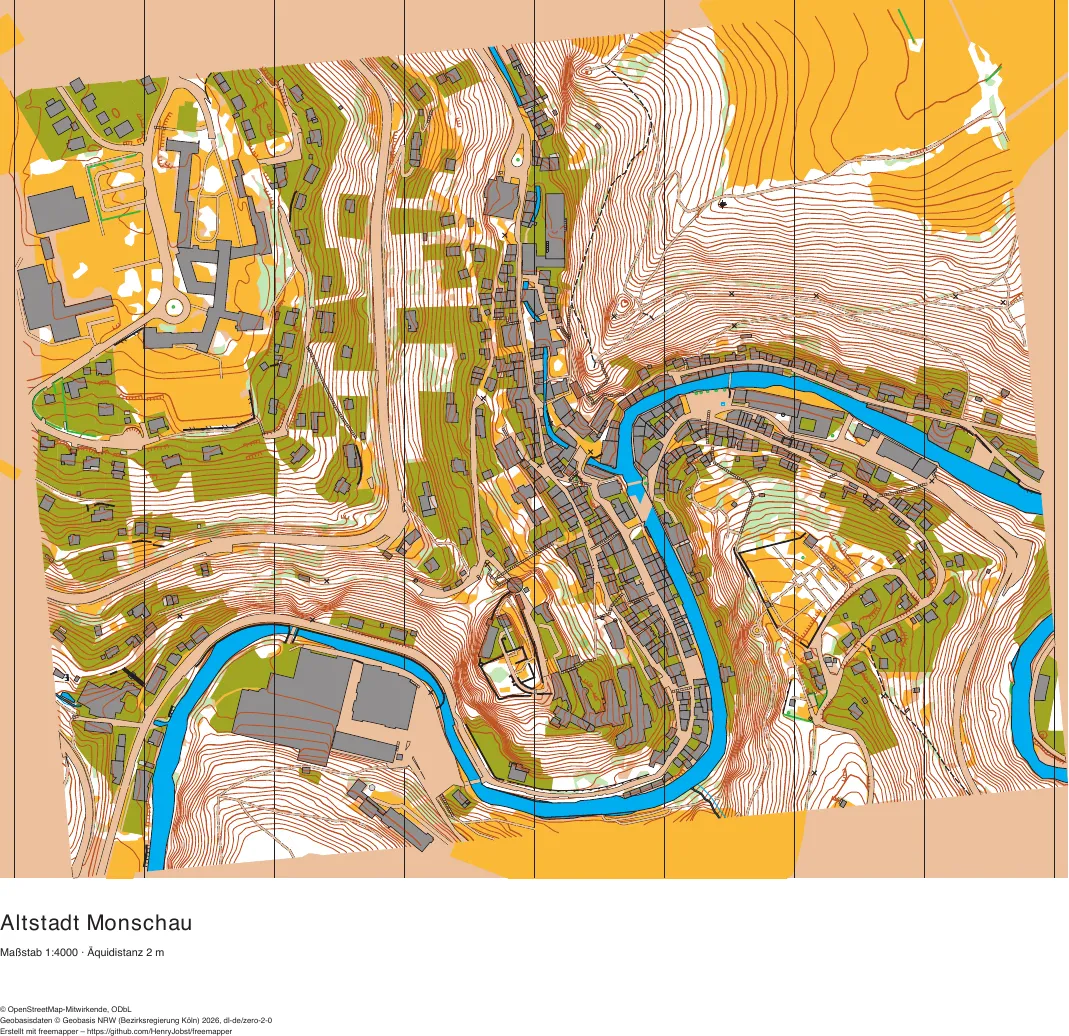 Altstadt Monschau
Maßstab 1:4000 · Äquidistanz 2 m
© OpenStreetMap-Mitwirkende, ODbL
Geobasisdaten © Geobasis NRW (Bezirksregierung Köln) 2026, dl-de/zero-2-0
Erstellt mit freemapper – https://github.com/HenryJobst/freemapper